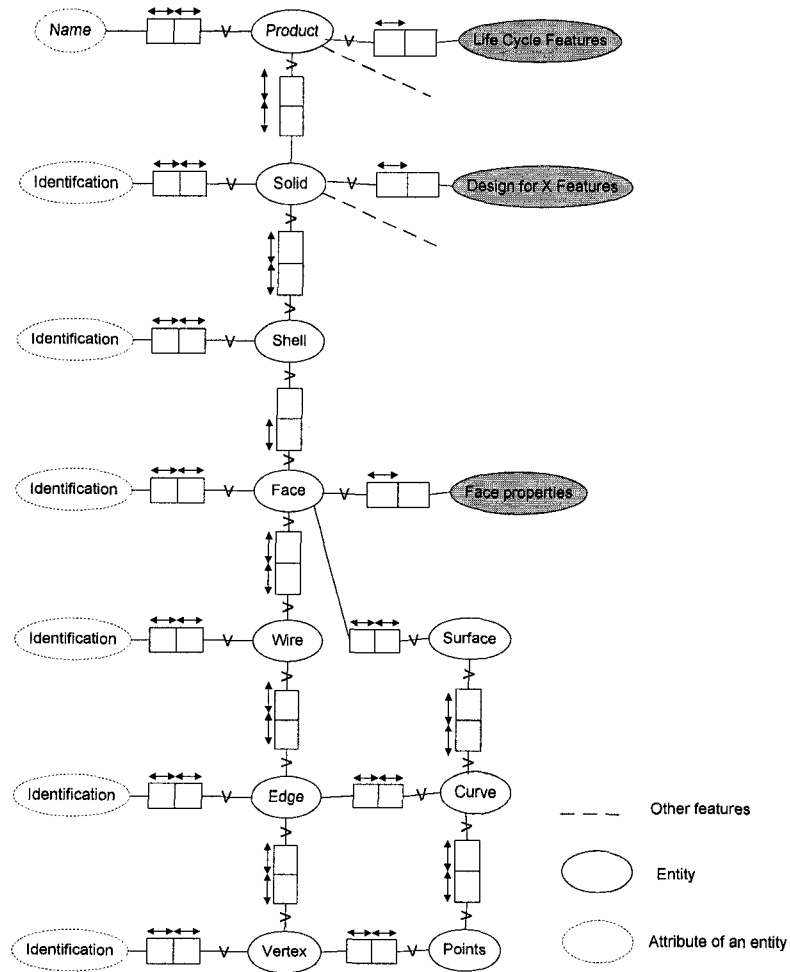 Name
Product
Life Cycle Features
Identifcation
Solid
Design for X Features
Identification
Shell
Identification
Face
Face properties
Identification
Wire
Surface
Identification
Edge
Curve
Other features
Entity
Identification
Vertex
Points
Attribute of an entity